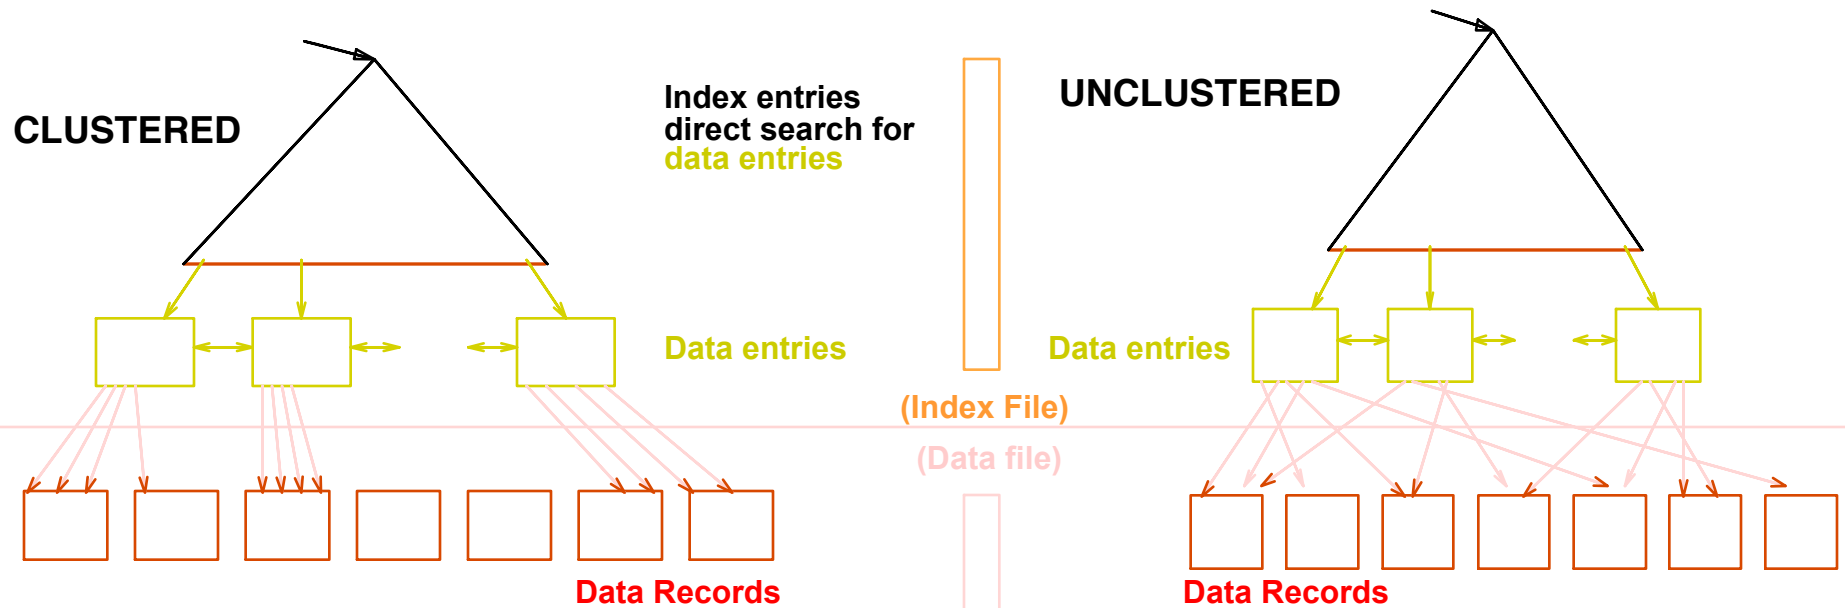 CLUSTERED
Index entries
direct search for
data entries
UNCLUSTERED
Data entries
Data entries
(Index File)
(Data file)
Data Records
Data Records